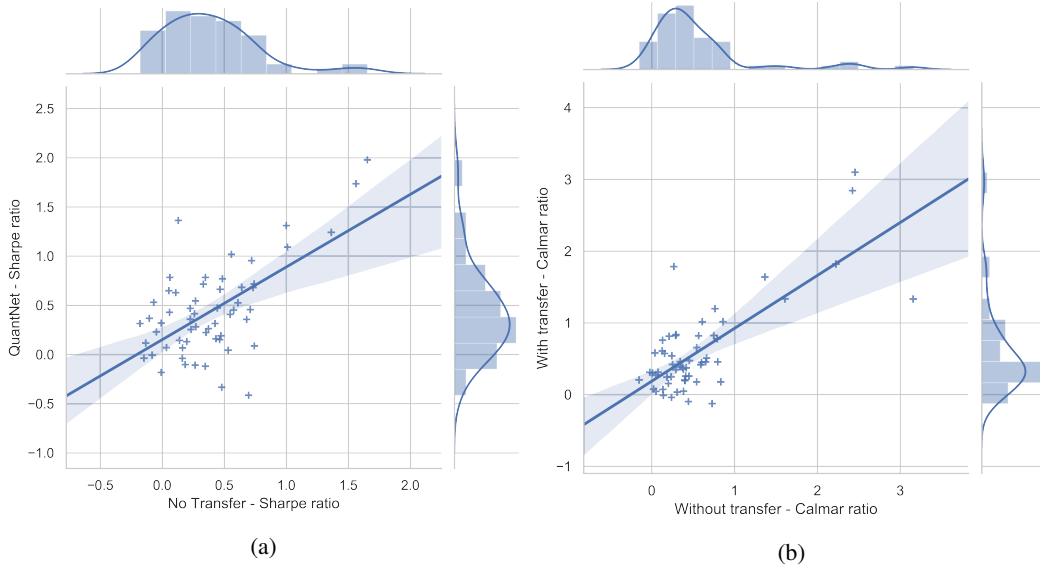 2.5
2.0
1.5
1.0
0.5
0.0
−0.5
−1.0
QuantNet - Sharpe ratio
−0.5 0.0 0.5 1.0 1.5 2.0
No Transfer - Sharpe ratio
(a)
4
3
2
1
0
−1
With transfer - Calmar ratio
0 1 2 3
Without transfer - Calmar ratio
(b)